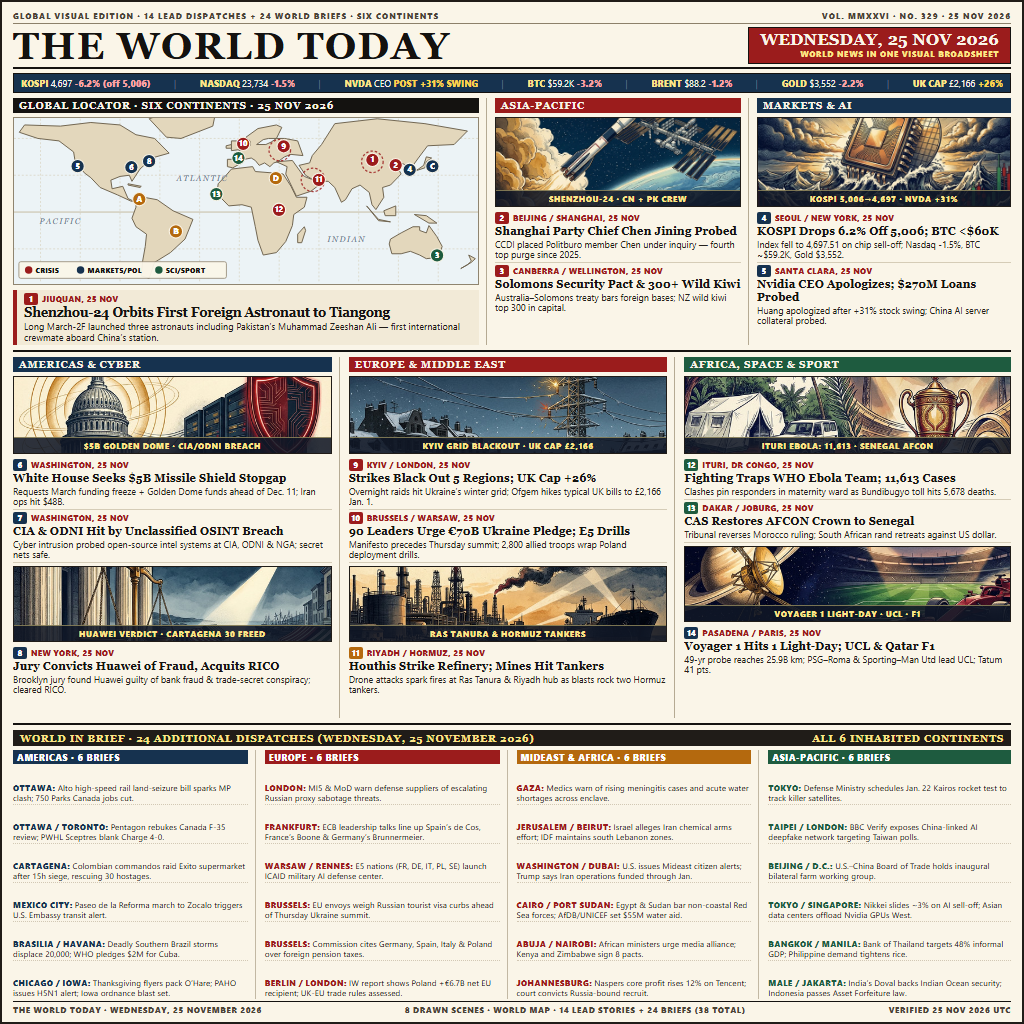 GLOBAL VISUAL EDITION · 14 LEAD DISPATCHES + 24 WORLD BRIEFS · SIX CONTINENTS
VOL. MMXXVI · NO. 329 · 25 NOV 2026
THE WORLD TODAY
WEDNESDAY, 25 NOV 2026
WORLD NEWS IN ONE VISUAL BROADSHEET
KOSPI 4,697 -6.2% (off 5,006) | NASDAQ 23,734 -1.5% | NVDA CEO POST +31% SWING | BTC $59.2K -3.2% | BRENT $88.2 -1.2% | GOLD $3,552 -2.2% | UK CAP £2,166 +26%
GLOBAL LOCATOR · SIX CONTINENTS · 25 NOV 2026
5
6
8
10
14
9
1
2
4
C
ATLANTIC
D
11
13
A
12
PACIFIC
B
INDIAN
3
CRISIS
MARKETS/POL
SCI/SPORT
1 JIUQUAN, 25 NOV
Shenzhou-24 Orbits First Foreign Astronaut to Tiangong
Long March-2F launched three astronauts including Pakistan's Muhammad Zeeshan Ali — first international
crewmate aboard China's station.
ASIA-PACIFIC
SHENZHOU-24 · CN + PK CREW
2 BEIJING / SHANGHAI, 25 NOV
Shanghai Party Chief Chen Jining Probed
CCDI placed Politburo member Chen under inquiry — fourth
top purge since 2025.
3 CANBERRA / WELLINGTON, 25 NOV
Solomons Security Pact & 300+ Wild Kiwi
Australia–Solomons treaty bars foreign bases; NZ wild kiwi
top 300 in capital.
MARKETS & AI
KOSPI 5,006→4,697 · NVDA +31%
4 SEOUL / NEW YORK, 25 NOV
KOSPI Drops 6.2% Off 5,006; BTC <$60K
Index fell to 4,697.51 on chip sell-off; Nasdaq -1.5%, BTC
~$59.2K, Gold $3,552.
5 SANTA CLARA, 25 NOV
Nvidia CEO Apologizes; $270M Loans
Probed
Huang apologized after +31% stock swing; China AI server
collateral probed.
AMERICAS & CYBER
$5B GOLDEN DOME · CIA/ODNI BREACH
6 WASHINGTON, 25 NOV
White House Seeks $5B Missile Shield Stopgap
Requests March funding freeze + Golden Dome funds ahead of Dec. 11; Iran
ops hit $48B.
7 WASHINGTON, 25 NOV
CIA & ODNI Hit by Unclassified OSINT Breach
Cyber intrusion probed open-source intel systems at CIA, ODNI & NGA; secret
nets safe.
HUAWEI VERDICT · CARTAGENA 30 FREED
8 NEW YORK, 25 NOV
Jury Convicts Huawei of Fraud, Acquits RICO
Brooklyn jury found Huawei guilty of bank fraud & trade-secret conspiracy;
cleared RICO.
EUROPE & MIDDLE EAST
KYIV GRID BLACKOUT · UK CAP £2,166
9 KYIV / LONDON, 25 NOV
Strikes Black Out 5 Regions; UK Cap +26%
Overnight raids hit Ukraine's winter grid; Ofgem hikes typical UK bills to £2,166
Jan. 1.
10 BRUSSELS / WARSAW, 25 NOV
90 Leaders Urge €70B Ukraine Pledge; E5 Drills
Manifesto precedes Thursday summit; 2,800 allied troops wrap Poland
deployment drills.
RAS TANURA & HORMUZ TANKERS
11 RIYADH / HORMUZ, 25 NOV
Houthis Strike Refinery; Mines Hit Tankers
Drone attacks spark fires at Ras Tanura & Riyadh hub as blasts rock two Hormuz
tankers.
AFRICA, SPACE & SPORT
ITURI EBOLA: 11,613 · SENEGAL AFCON
12 ITURI, DR CONGO, 25 NOV
Fighting Traps WHO Ebola Team; 11,613 Cases
Clashes pin responders in maternity ward as Bundibugyo toll hits 5,678 deaths.
13 DAKAR / JOBURG, 25 NOV
CAS Restores AFCON Crown to Senegal
Tribunal reverses Morocco ruling; South African rand retreats against US dollar.
VOYAGER 1 LIGHT-DAY · UCL · F1
14 PASADENA / PARIS, 25 NOV
Voyager 1 Hits 1 Light-Day; UCL & Qatar F1
49-yr probe reaches 25.9B km; PSG–Roma & Sporting–Man Utd lead UCL; Tatum
41 pts.
WORLD IN BRIEF · 24 ADDITIONAL DISPATCHES (WEDNESDAY, 25 NOVEMBER 2026)
ALL 6 INHABITED CONTINENTS
AMERICAS · 6 BRIEFS
OTTAWA: Alto high-speed rail land-seizure bill sparks MP
clash; 750 Parks Canada jobs cut.
OTTAWA / TORONTO: Pentagon rebukes Canada F-35
review; PWHL Sceptres blank Charge 4-0.
CARTAGENA: Colombian commandos raid Exito supermarket
after 15h siege, rescuing 30 hostages.
MEXICO CITY: Paseo de la Reforma march to Zocalo triggers
U.S. Embassy transit alert.
BRASILIA / HAVANA: Deadly Southern Brazil storms
displace 20,000; WHO pledges $2M for Cuba.
CHICAGO / IOWA: Thanksgiving flyers pack O'Hare; PAHO
issues H5N1 alert; Iowa ordnance blast set.
EUROPE · 6 BRIEFS
LONDON: MI5 & MoD warn defense suppliers of escalating
Russian proxy sabotage threats.
FRANKFURT: ECB leadership talks line up Spain's de Cos,
France's Boone & Germany's Brunnermeier.
WARSAW / RENNES: E5 nations (FR, DE, IT, PL, SE) launch
ICAID military AI defense center.
BRUSSELS: EU envoys weigh Russian tourist visa curbs ahead
of Thursday Ukraine summit.
BRUSSELS: Commission cites Germany, Spain, Italy & Poland
over foreign pension taxes.
BERLIN / LONDON: IW report shows Poland +€6.7B net EU
recipient; UK-EU trade rules assessed.
MIDEAST & AFRICA · 6 BRIEFS
GAZA: Medics warn of rising meningitis cases and acute water
shortages across enclave.
JERUSALEM / BEIRUT: Israel alleges Iran chemical arms
effort; IDF maintains south Lebanon zones.
WASHINGTON / DUBAI: U.S. issues Mideast citizen alerts;
Trump says Iran operations funded through Jan.
CAIRO / PORT SUDAN: Egypt & Sudan bar non-coastal Red
Sea forces; AfDB/UNICEF set $55M water aid.
ABUJA / NAIROBI: African ministers urge media alliance;
Kenya and Zimbabwe sign 8 pacts.
JOHANNESBURG: Naspers core profit rises 12% on Tencent;
court convicts Russia-bound recruit.
ASIA-PACIFIC · 6 BRIEFS
TOKYO: Defense Ministry schedules Jan. 22 Kairos rocket test to
track killer satellites.
TAIPEI / LONDON: BBC Verify exposes China-linked AI
deepfake network targeting Taiwan polls.
BEIJING / D.C.: U.S.-China Board of Trade holds inaugural
bilateral farm working group.
TOKYO / SINGAPORE: Nikkei slides ~3% on AI sell-off; Asian
data centers offload Nvidia GPUs West.
BANGKOK / MANILA: Bank of Thailand targets 48% informal
GDP; Philippine demand tightens rice.
MALE / JAKARTA: India's Doval backs Indian Ocean security;
Indonesia passes Asset Forfeiture law.
THE WORLD TODAY · WEDNESDAY, 25 NOVEMBER 2026
8 DRAWN SCENES · WORLD MAP · 14 LEAD STORIES + 24 BRIEFS (38 TOTAL)
VERIFIED 25 NOV 2026 UTC